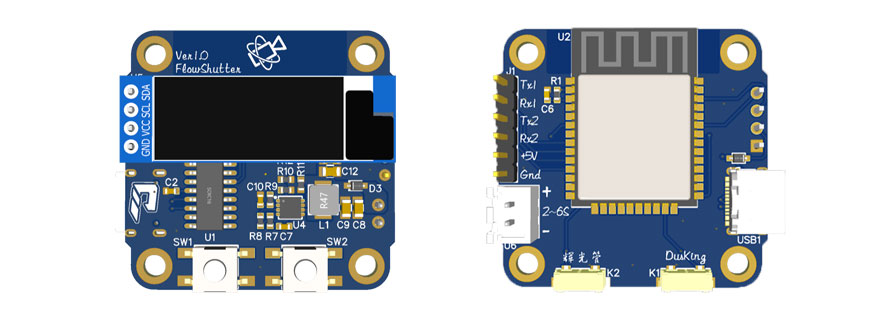 Ver1.0
FlowShutter
GND VCC SCL SDA
C2
U1
R10
R11
C12
C10
R9
D3
R47
U4
L1
C9
C8
R8
R7
C7
SW1
SW2
U2
J1
R1
C6
Tx1
Rx1
Tx2
Rx2
+5V
Gnd
+
2~6S
-
U6
USB1
辉光管
DusKing
K2
K1